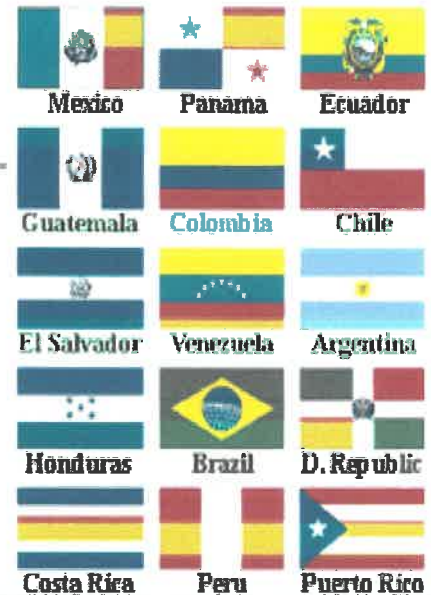 Mexico Panama Ecuador
Guatemala Colombia Chile
El Salvador Venezuela Argentina
Honduras Brazil D. Republic
Costa Rica Peru Puerto Rico